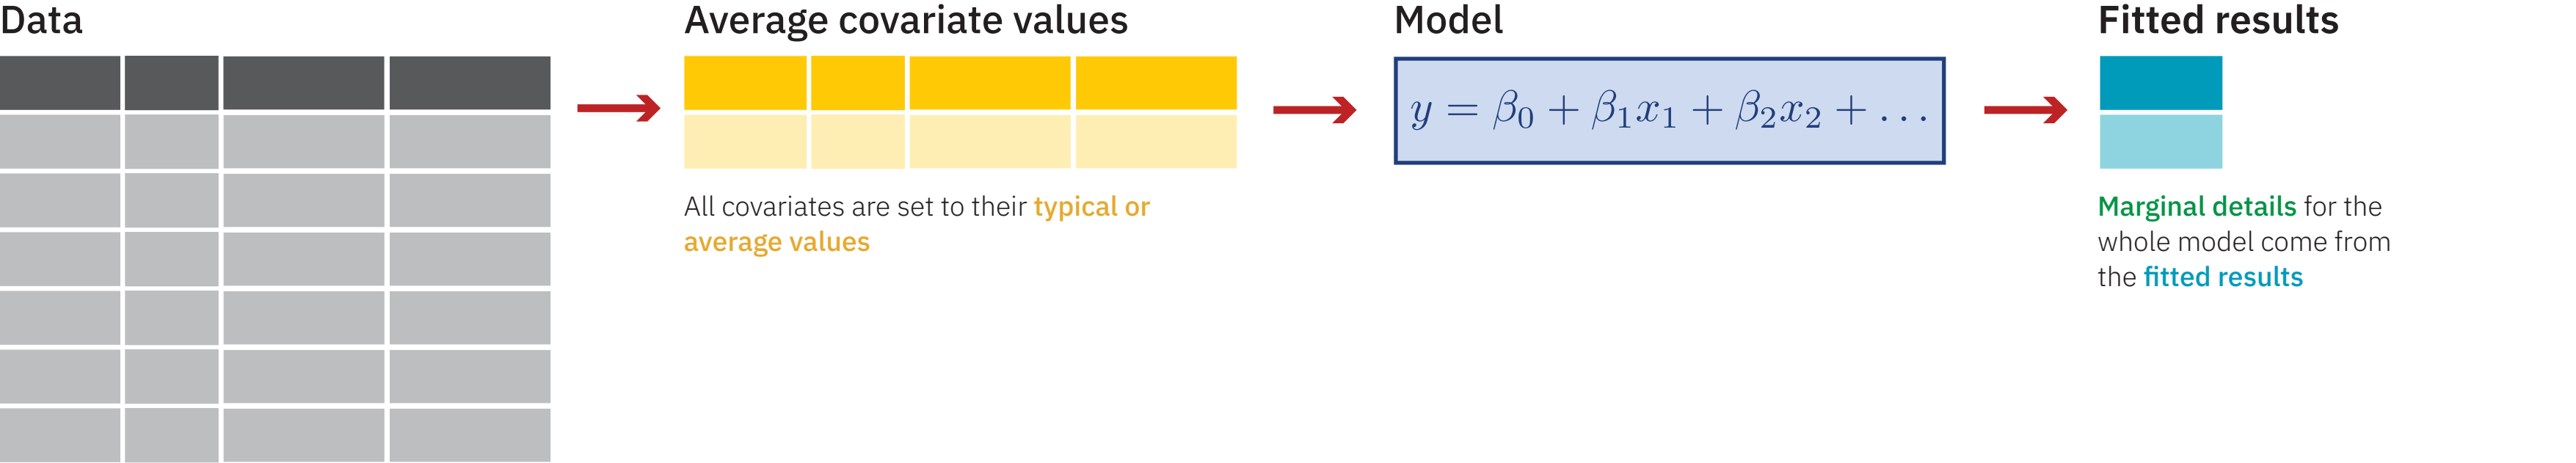 Data
Average covariate values
Model
Fitted results
y = β₀ + β₁x₁ + β₂x₂ + …
All covariates are set to their typical or
average values
Marginal details for the
whole model come from
the fitted results